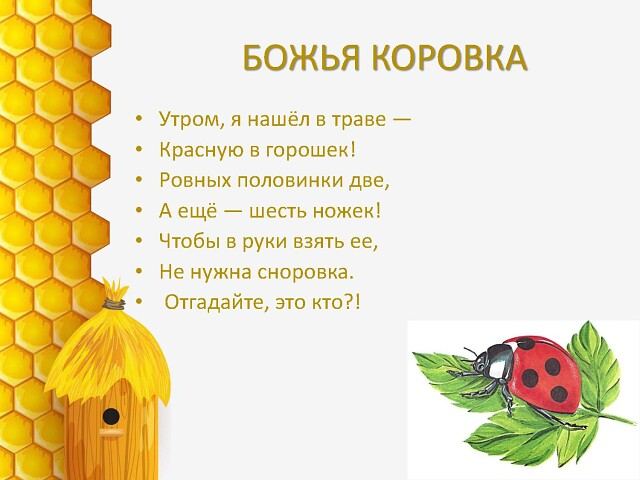 БОЖЬЯ КОРОВКА
• Утром, я нашёл в траве —
• Красную в горошек!
• Ровных половинки две,
• А ещё — шесть ножек!
• Чтобы в руки взять ее,
• Не нужна сноровка.
• Отгадайте, это кто?!